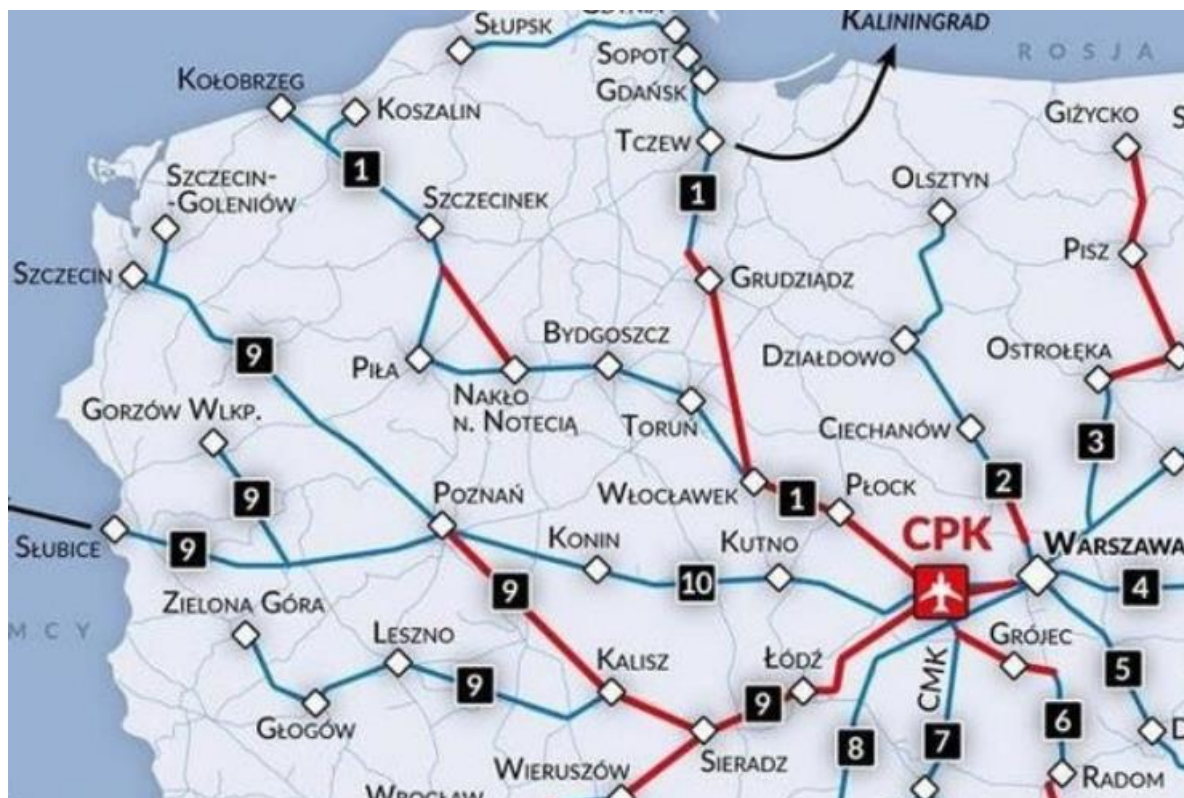 Słupsk
Kaliningrad
Rosja
Sopot
Kołobrzeg
Gdańsk
Koszalin
Giżycko
Tczew
1
Szczecin-
-Goleniów
Olsztyn
1
Szczecinek
Pisz
Szczecin
Grudziądz
Bydgoszcz
9
Działdowo
Ostrołęka
Piła
Nakło
n. Notecią
Gorzów Wlkp.
Toruń
Ciechanów
3
9
Poznań
Włocławek
1
Płock
2
Słubice
9
Konin
Kutno
CPK
Warszawa
10
9
4
Zielona Góra
Leszno
Grójec
mcy
Kalisz
Łódź
CMK
5
9
9
Głogów
8
7
6
Sieradz
Wieruszów
Radom